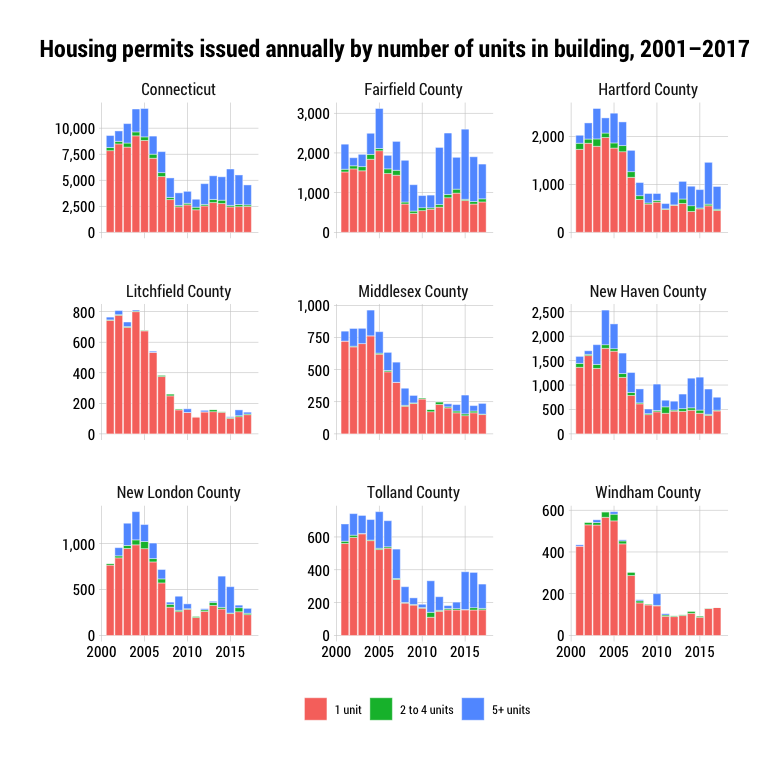 Housing permits issued annually by number of units in building, 2001–2017
Connecticut
Fairfield County
Hartford County
10,000
7,500
5,000
2,500
0
3,000
2,000
1,000
0
2,000
1,000
0
Litchfield County
Middlesex County
New Haven County
800
600
400
200
0
1,000
750
500
250
0
2,500
2,000
1,500
1,000
500
0
New London County
Tolland County
Windham County
1,000
500
0
600
400
200
0
600
400
200
0
2000 2005 2010 2015
2000 2005 2010 2015
2000 2005 2010 2015
1 unit 2 to 4 units 5+ units